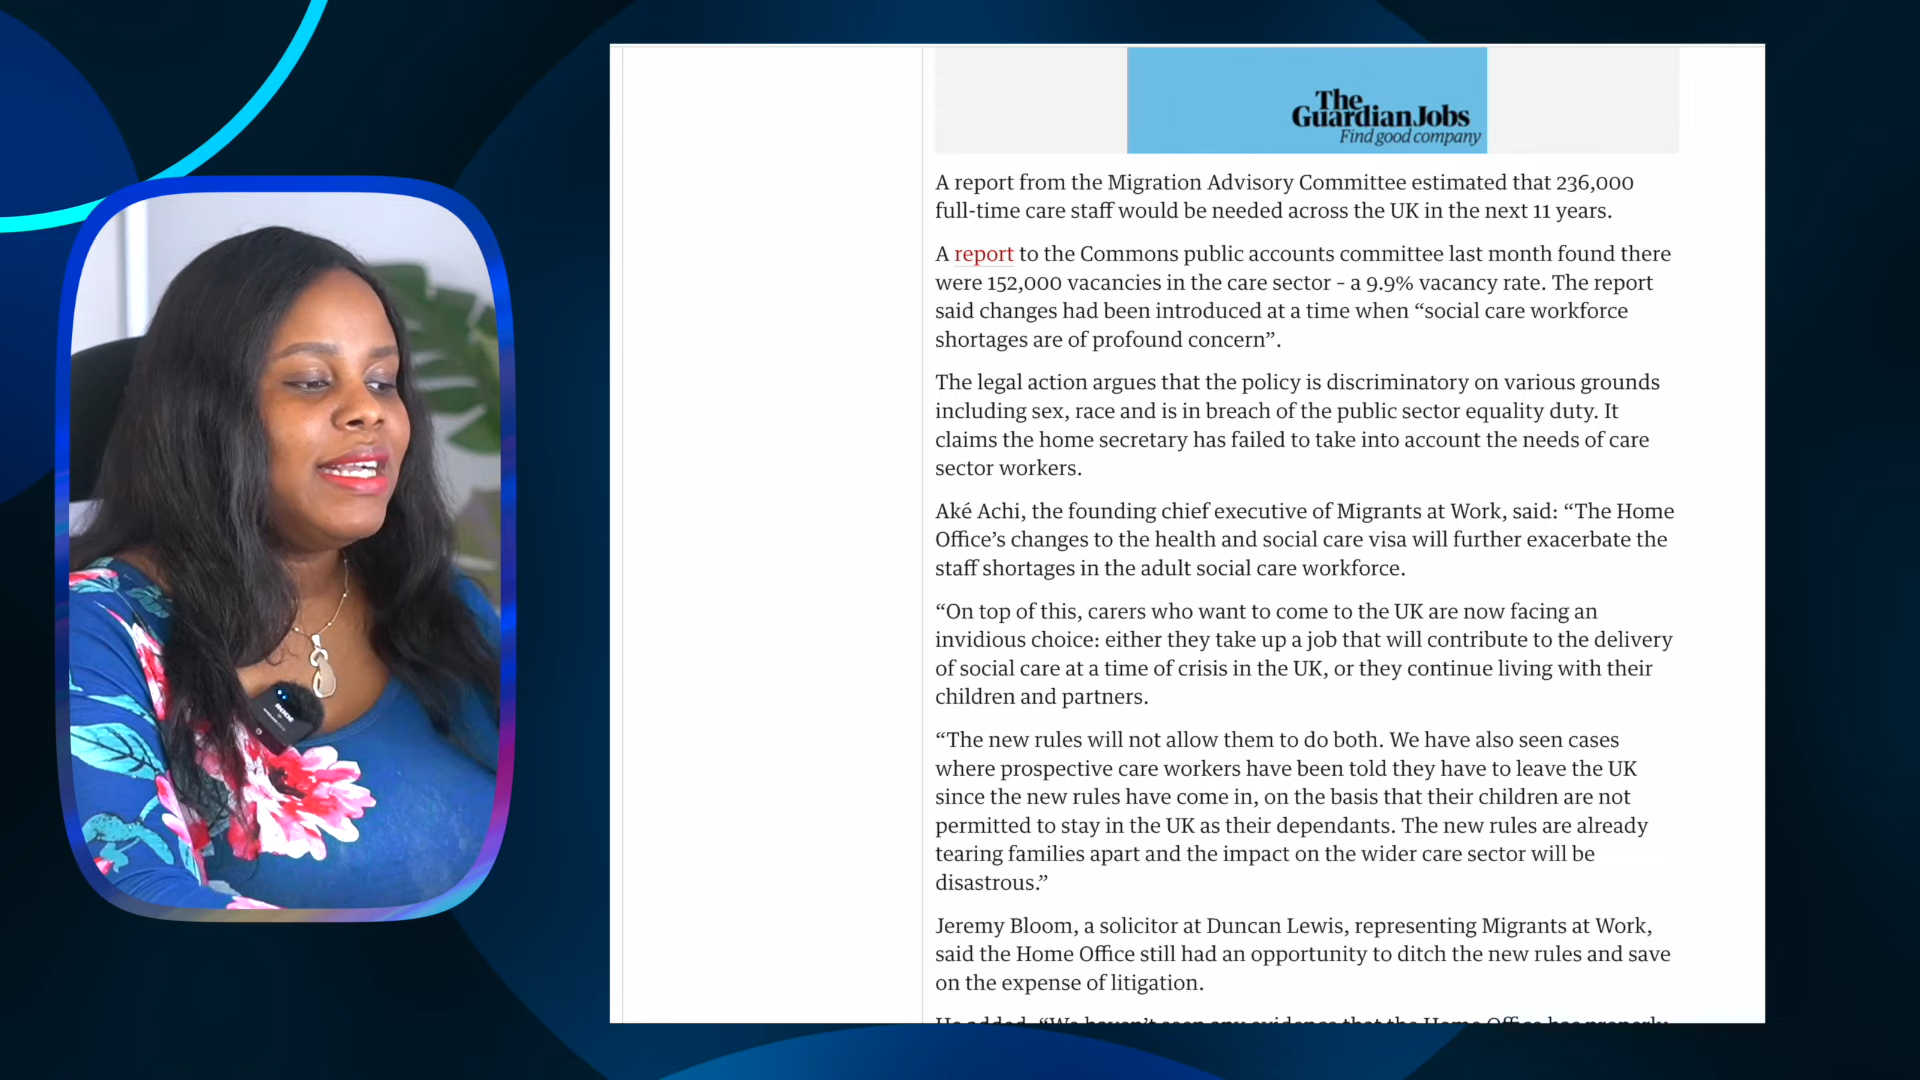 The
GuardianJobs
Find good company
A report from the Migration Advisory Committee estimated that 236,000
full-time care staff would be needed across the UK in the next 11 years.
A report to the Commons public accounts committee last month found there
were 152,000 vacancies in the care sector – a 9.9% vacancy rate. The report
said changes had been introduced at a time when “social care workforce
shortages are of profound concern”.
The legal action argues that the policy is discriminatory on various grounds
including sex, race and is in breach of the public sector equality duty. It
claims the home secretary has failed to take into account the needs of care
sector workers.
Aké Achi, the founding chief executive of Migrants at Work, said: “The Home
Office’s changes to the health and social care visa will further exacerbate the
staff shortages in the adult social care workforce.
“On top of this, carers who want to come to the UK are now facing an
invidious choice: either they take up a job that will contribute to the delivery
of social care at a time of crisis in the UK, or they continue living with their
children and partners.
“The new rules will not allow them to do both. We have also seen cases
where prospective care workers have been told they have to leave the UK
since the new rules have come in, on the basis that their children are not
permitted to stay in the UK as their dependants. The new rules are already
tearing families apart and the impact on the wider care sector will be
disastrous.”
Jeremy Bloom, a solicitor at Duncan Lewis, representing Migrants at Work,
said the Home Office still had an opportunity to ditch the new rules and save
on the expense of litigation.
He added, “We haven’t seen any evidence that the Home Office has properly
RØDE